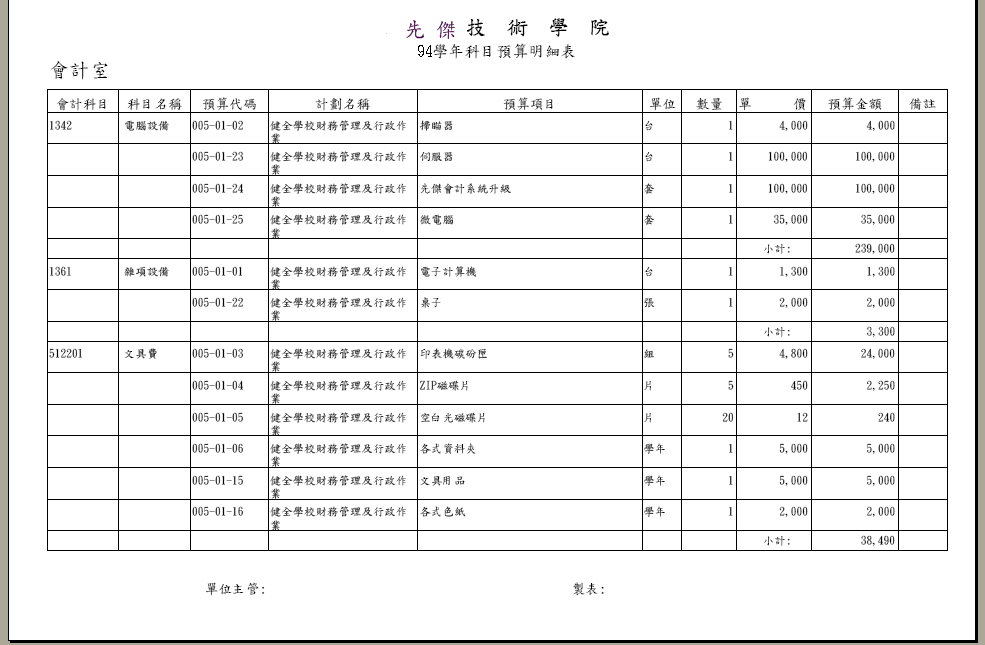 先傑技術學院
94學年科目預算明細表
會計室
會計科目 科目名稱 預算代碼 計劃名稱 預算項目 單位 數量 單 價 預算金額 備註
1342 電腦設備 005-01-02 健全學校財務管理及行政作業 掃瞄器 台 1 4,000 4,000
005-01-23 健全學校財務管理及行政作業 伺服器 台 1 100,000 100,000
005-01-24 健全學校財務管理及行政作業 先傑會計系統升級 套 1 100,000 100,000
005-01-25 健全學校財務管理及行政作業 微電腦 套 1 35,000 35,000
小計: 239,000
1361 雜項設備 005-01-01 健全學校財務管理及行政作業 電子計算機 台 1 1,300 1,300
005-01-22 健全學校財務管理及行政作業 桌子 張 1 2,000 2,000
小計: 3,300
512201 文具費 005-01-03 健全學校財務管理及行政作業 印表機碳粉匣 組 5 4,800 24,000
005-01-04 健全學校財務管理及行政作業 ZIP磁碟片 片 5 450 2,250
005-01-05 健全學校財務管理及行政作業 空白光磁碟片 片 20 12 240
005-01-06 健全學校財務管理及行政作業 各式資料夾 學年 1 5,000 5,000
005-01-15 健全學校財務管理及行政作業 文具用品 學年 1 5,000 5,000
005-01-16 健全學校財務管理及行政作業 各式色紙 學年 1 2,000 2,000
小計: 38,490
單位主管: 製表: